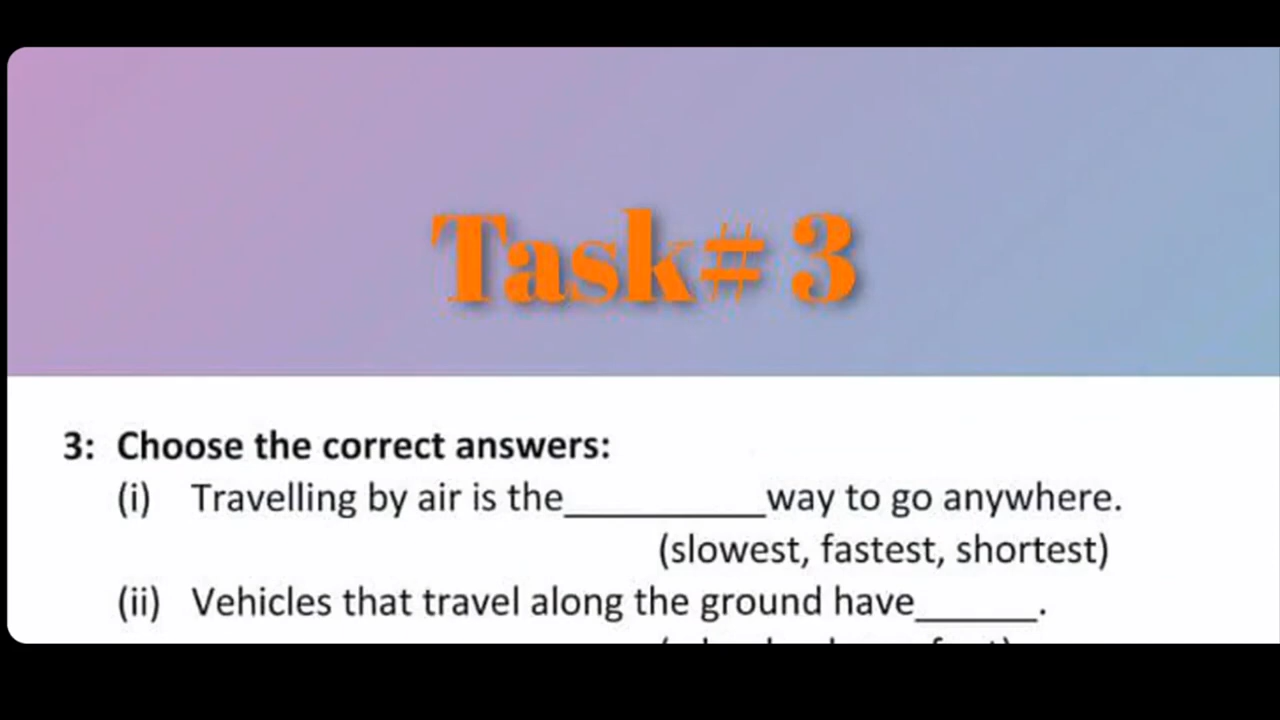 Task# 3
3: Choose the correct answers:
(i) Travelling by air is the__________way to go anywhere.
(slowest, fastest, shortest)
(ii) Vehicles that travel along the ground have______.